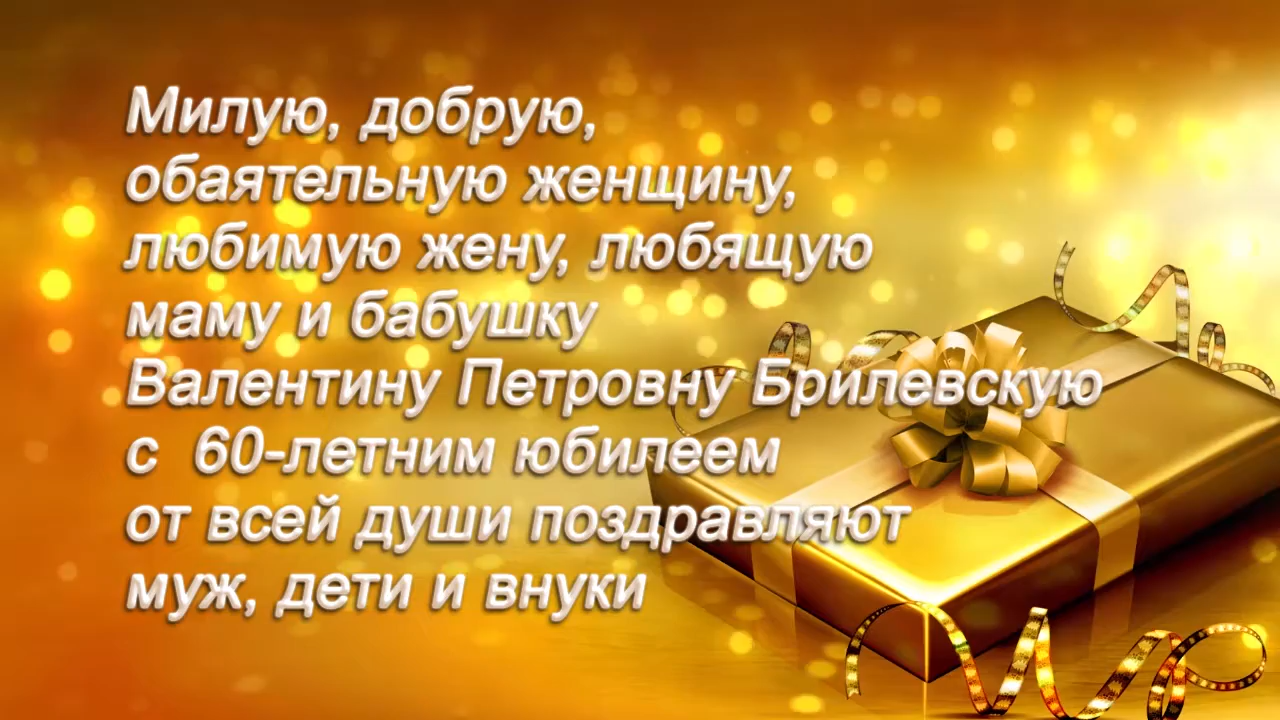 Милую, добрую,
обаятельную женщину,
любимую жену, любящую
маму и бабушку
Валентину Петровну Брилевскую
с  60-летним юбилеем
от всей души поздравляют
муж, дети и внуки